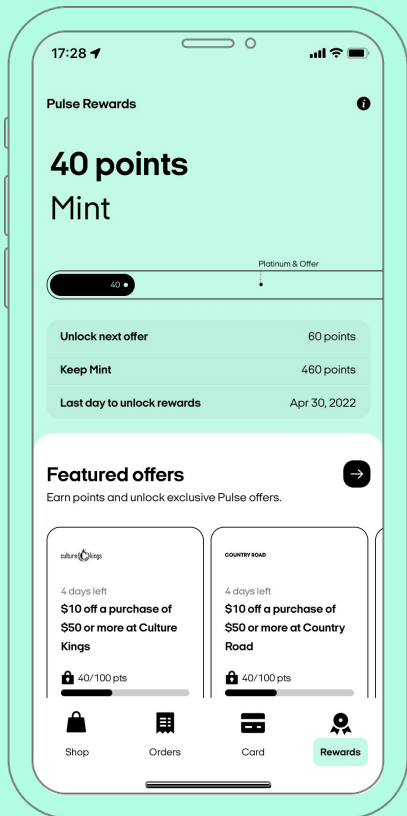 17:28
Pulse Rewards
40 points
Mint
Platinum & Offer
40
Unlock next offer 60 points
Keep Mint 460 points
Last day to unlock rewards Apr 30, 2022
Featured offers
Earn points and unlock exclusive Pulse offers.
culture kings
4 days left
$10 off a purchase of
$50 or more at Culture
Kings
40/100 pts
COUNTRY ROAD
4 days left
$10 off a purchase of
$50 or more at Country
Road
40/100 pts
Shop Orders Card Rewards